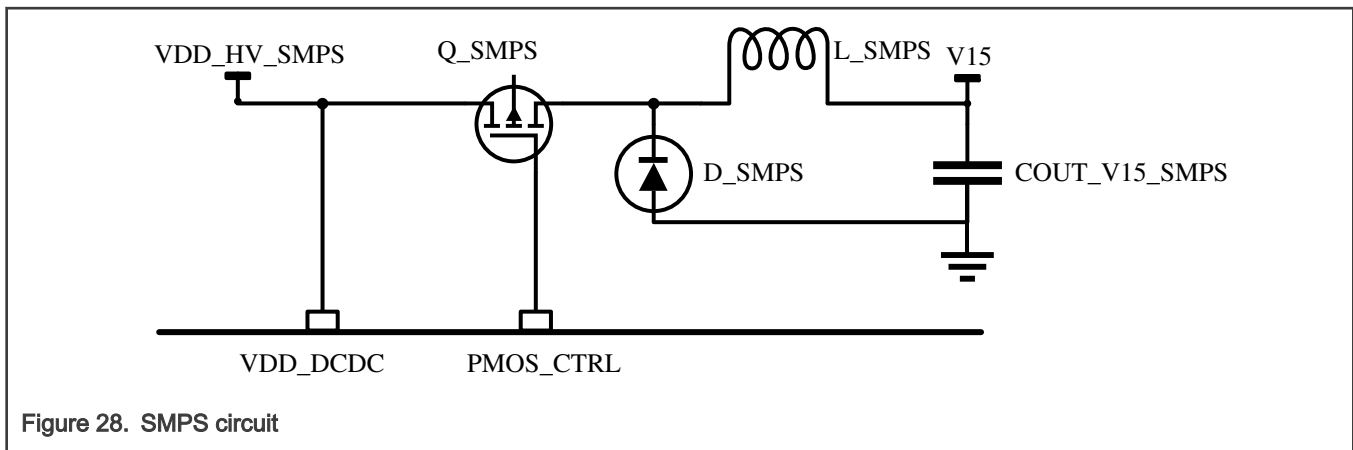 VDD_HV_SMPS
Q_SMPS
L_SMPS
V15
D_SMPS
COUT_V15_SMPS
VDD_DCDC
PMOS_CTRL
Figure 28. SMPS circuit